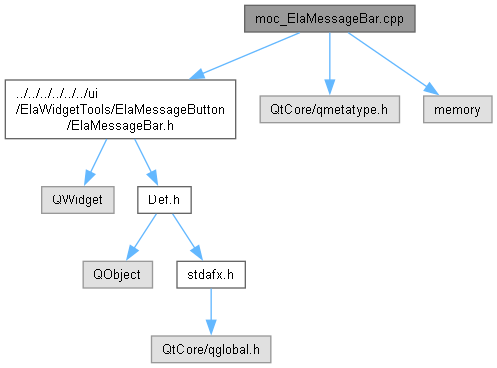 moc_ElaMessageBar.cpp
../../../../../../ui
/ElaWidgetTools/ElaMessageButton
/ElaMessageBar.h
QtCore/qmetatype.h
memory
QWidget
Def.h
QObject
stdafx.h
QtCore/qglobal.h